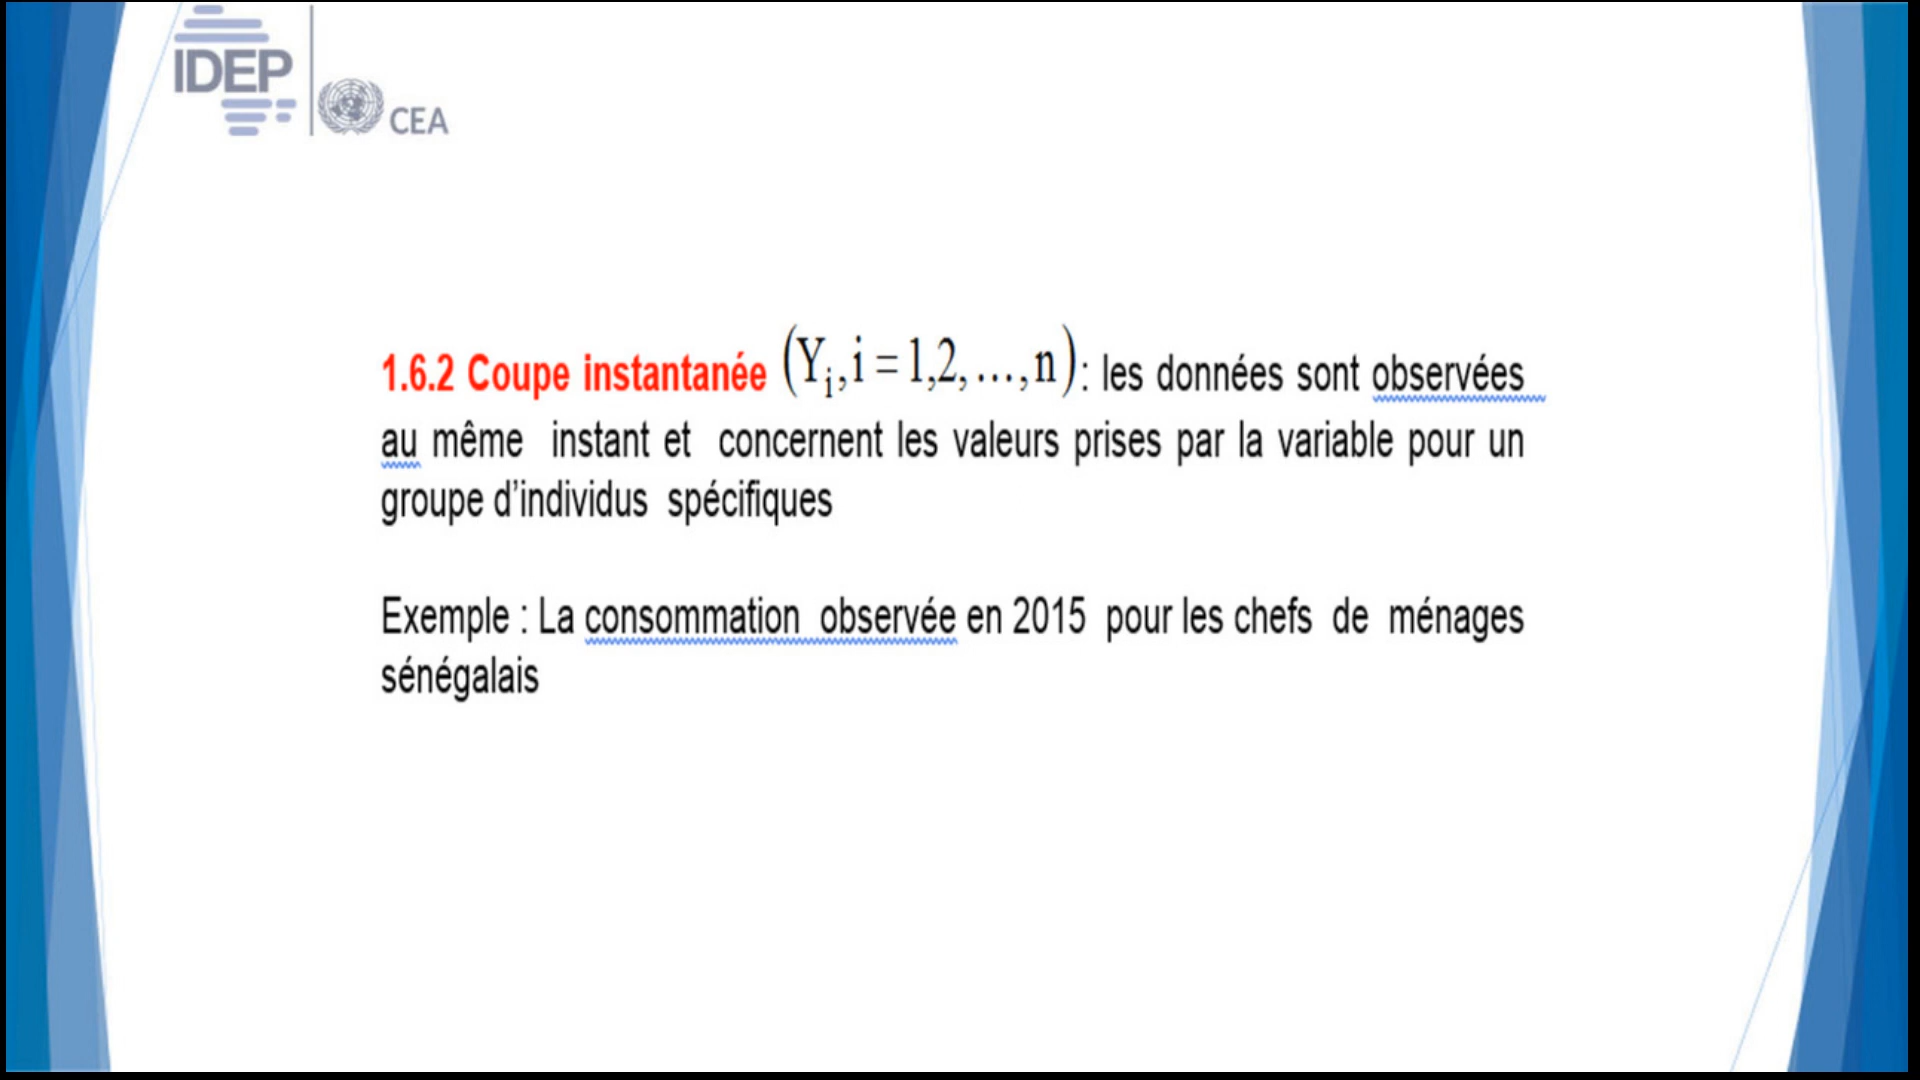 IDEP
CEA
1.6.2 Coupe instantanée (Yi, i = 1,2, ..., n) : les données sont observées
au même instant et concernent les valeurs prises par la variable pour un
groupe d’individus spécifiques
Exemple : La consommation observée en 2015 pour les chefs de ménages
sénégalais